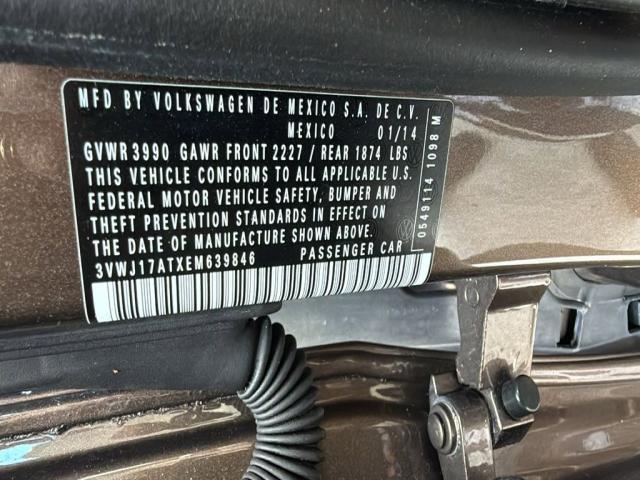 MFD BY VOLKSWAGEN DE MEXICO S.A. DE C.V.
MEXICO 01/14
GVWR 3990 GAWR FRONT 2227 / REAR 1874 LBS
THIS VEHICLE CONFORMS TO ALL APPLICABLE U.S.
FEDERAL MOTOR VEHICLE SAFETY, BUMPER AND
THEFT PREVENTION STANDARDS IN EFFECT ON
THE DATE OF MANUFACTURE SHOWN ABOVE.
3VWJ17ATXEM639846 PASSENGER CAR
0549114 1098 M